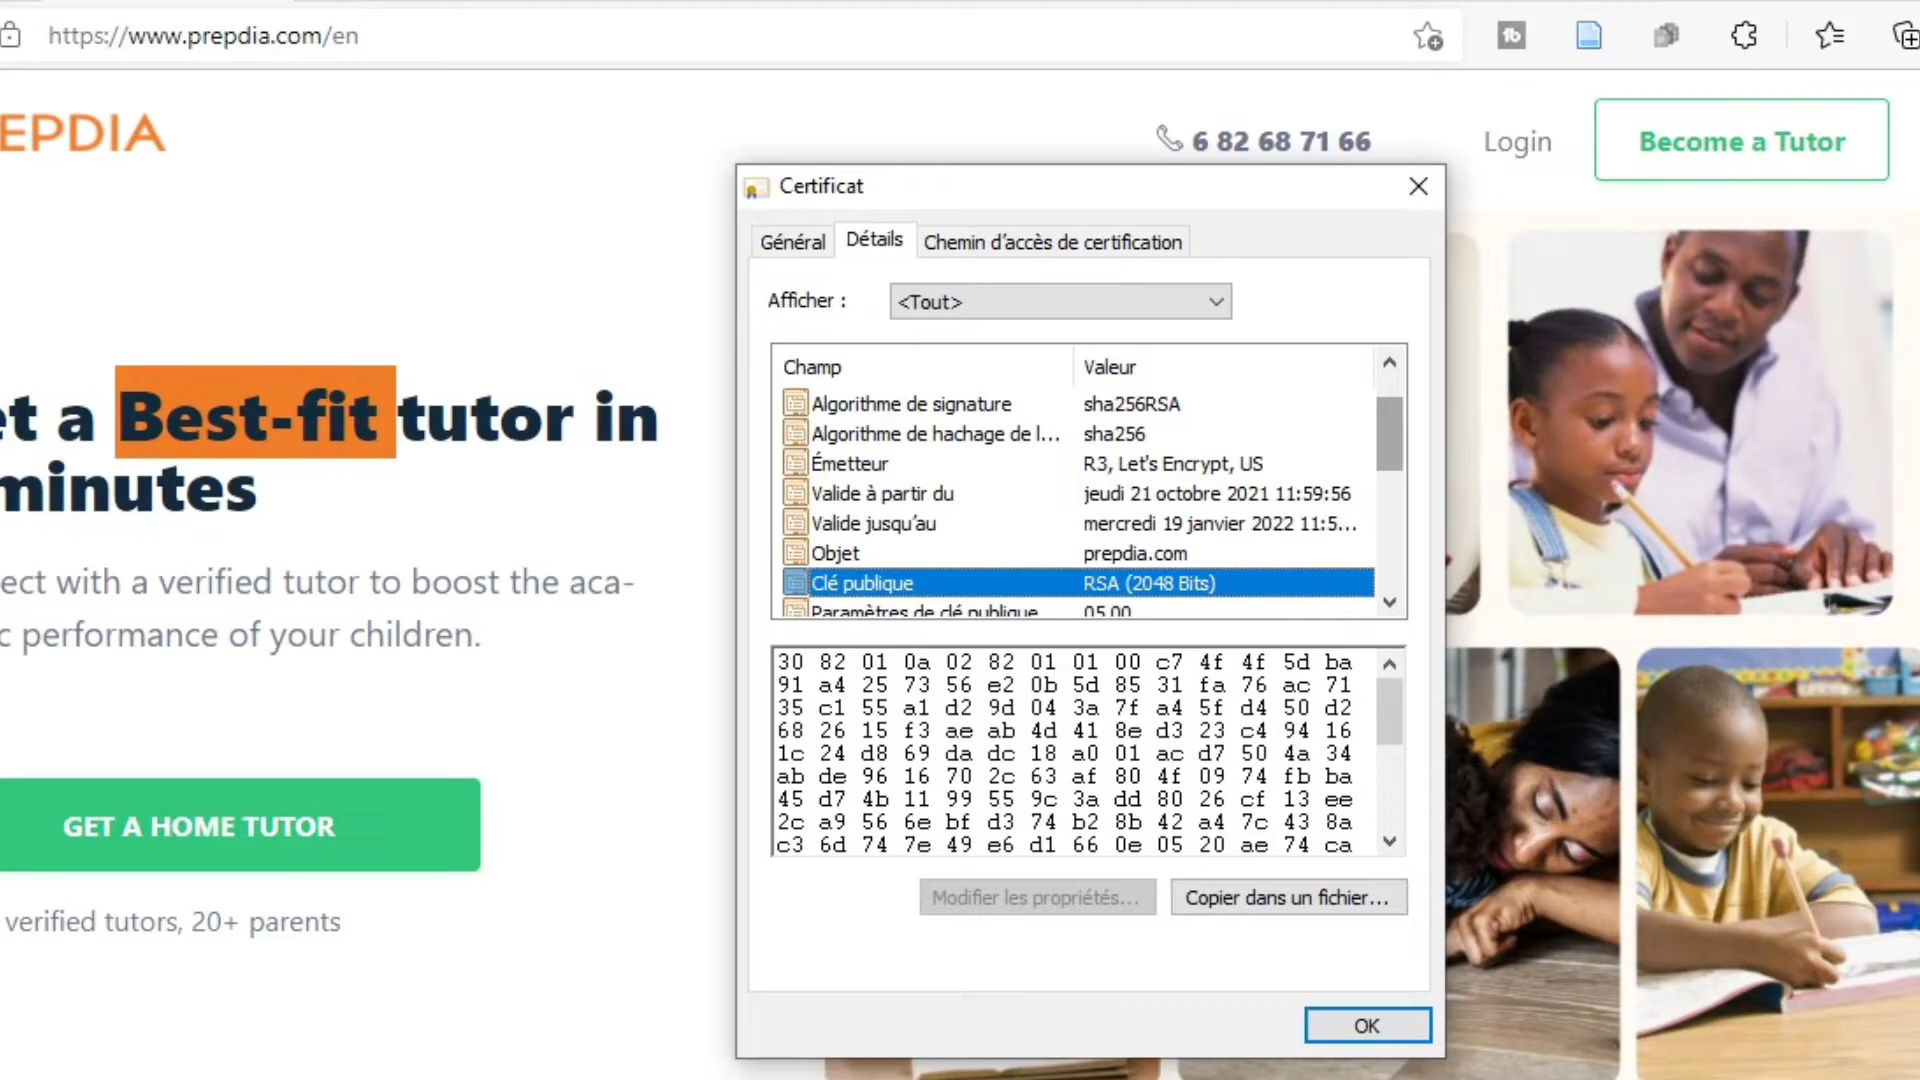 https://www.prepdia.com/en
EPDIA
6 82 68 71 66
Login
Become a Tutor
et a Best-fit tutor in
minutes
ect with a verified tutor to boost the aca-
c performance of your children.
GET A HOME TUTOR
verified tutors, 20+ parents
Certificat
Général
Détails
Chemin d'accès de certification
Afficher :
<Tout>
Champ Valeur
Algorithme de signature sha256RSA
Algorithme de hachage de l... sha256
Émetteur R3, Let's Encrypt, US
Valide à partir du jeudi 21 octobre 2021 11:59:56
Valide jusqu'au mercredi 19 janvier 2022 11:5...
Objet prepdia.com
Clé publique RSA (2048 Bits)
Paramètres de clé publique 05 00
30 82 01 0a 02 82 01 01 00 c7 4f 4f 5d ba
91 a4 25 73 56 e2 0b 5d 85 31 fa 76 ac 71
35 c1 55 a1 d2 9d 04 3a 7f a4 5f d4 50 d2
68 26 15 f3 ae ab 4d 41 8e d3 23 c4 94 16
1c 24 d8 69 da dc 18 a0 01 ac d7 50 4a 34
ab de 96 16 70 2c 63 af 80 4f 09 74 fb ba
45 d7 4b 11 99 55 9c 3a dd 80 26 cf 13 ee
2c a9 56 6e bf d3 74 b2 8b 42 a4 7c 43 8a
c3 6d 74 7e 49 e6 d1 66 0e 05 20 ae 74 ca
Modifier les propriétés...
Copier dans un fichier...
OK